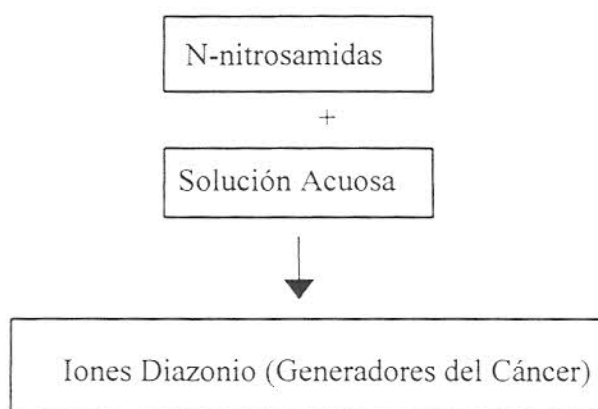 N-nitrosamidas
+
Solución Acuosa
Iones Diazonio (Generadores del Cáncer)